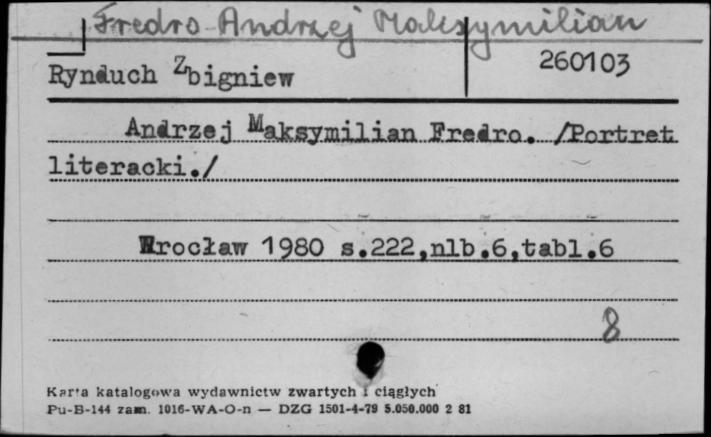 Fredro Andrzej Maksymilian
Rynduch Zbigniew
260103
Andrzej Maksymilian Fredro. /Portret
literacki./
Wrocław 1980 s.222,nlb.6,tabl.6
8
Karta katalogowa wydawnictw zwartych i ciągłych
Pu-B-144 zam. 1016-WA-O-n — DZG 1501-4-79 5.050.000 2 81